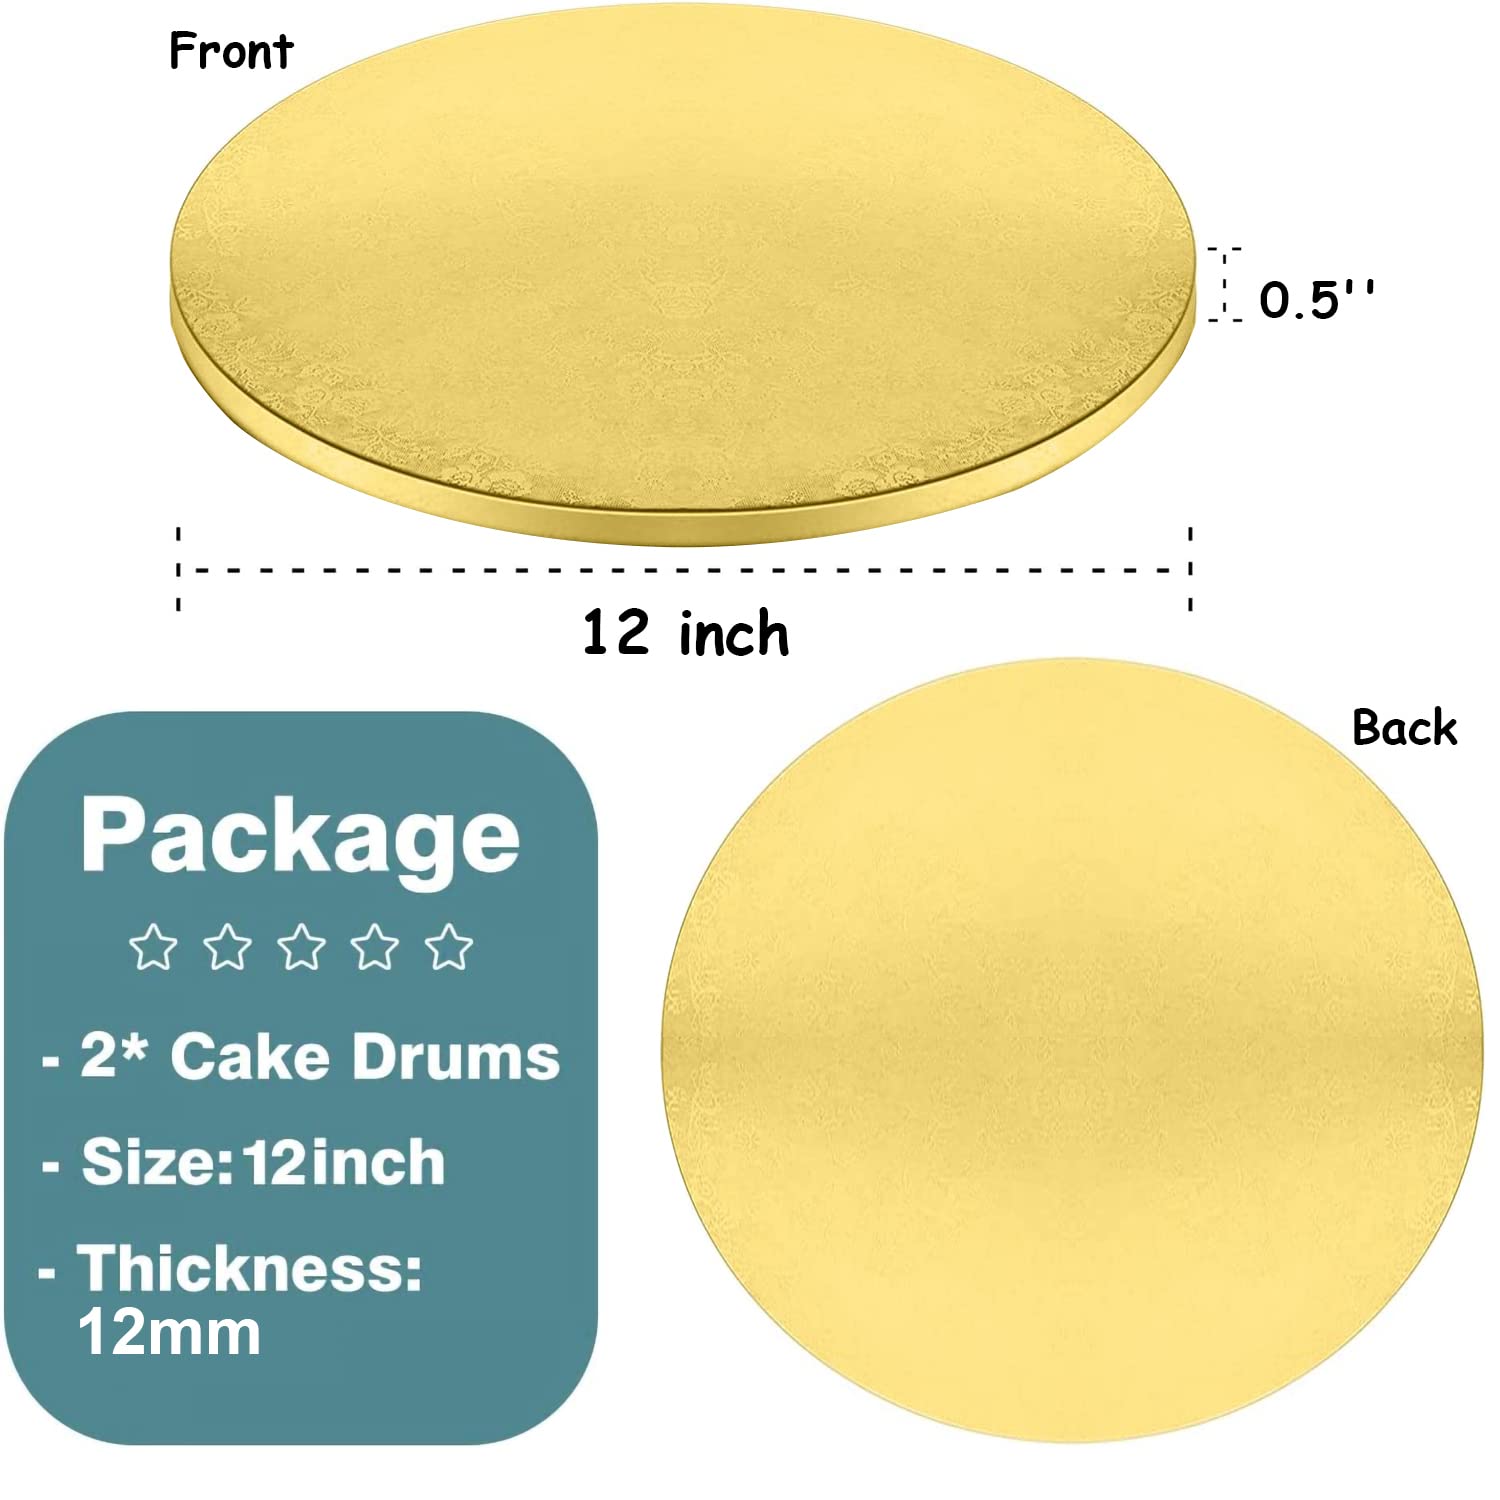 Front
0.5''
12 inch
Back
Package
- 2* Cake Drums
- Size:12inch
- Thickness:
12mm